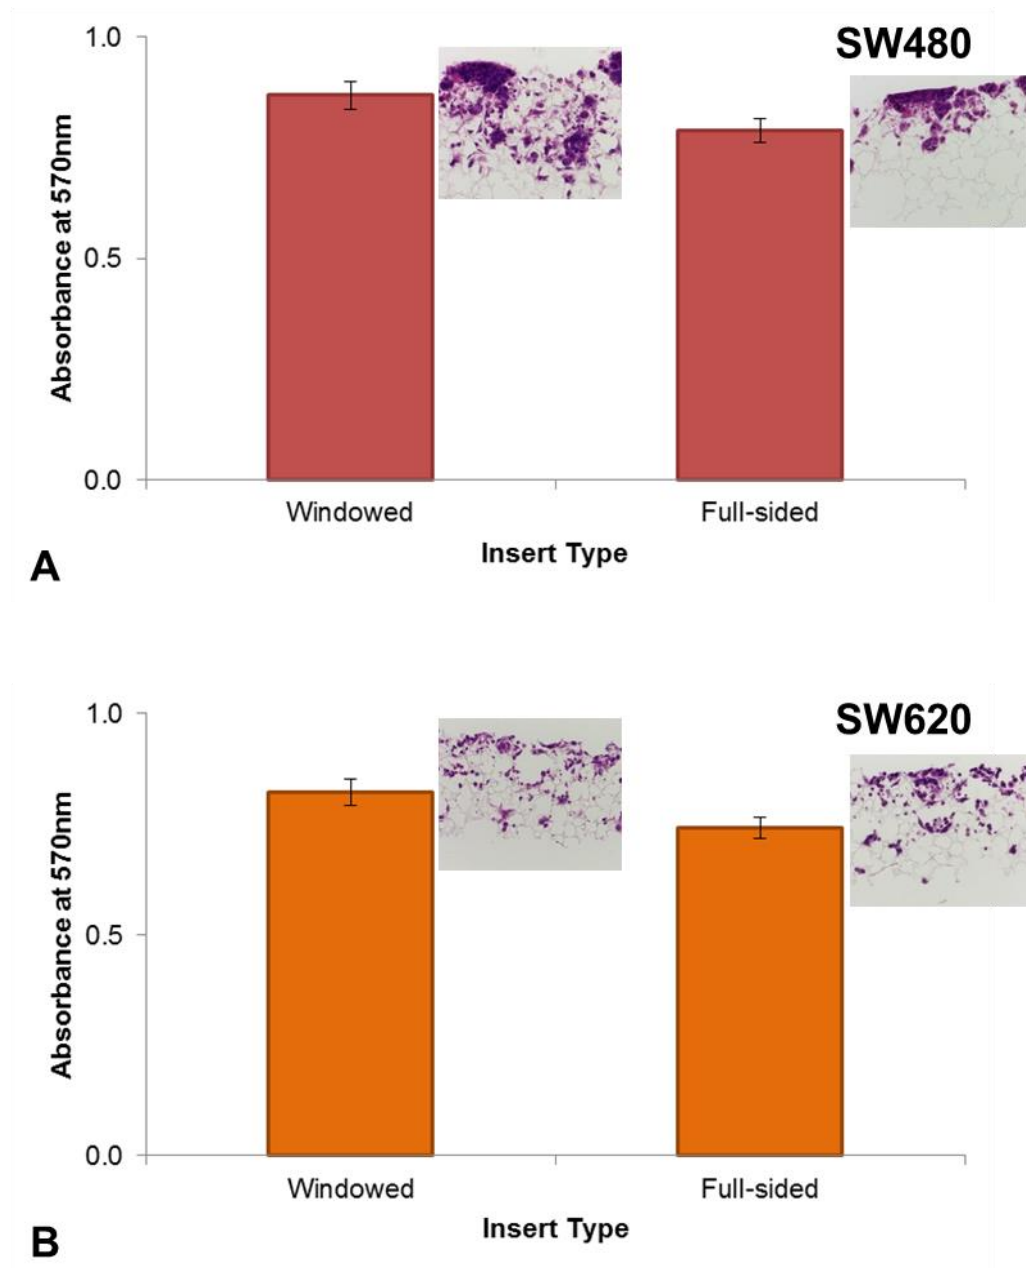 SW480
1.0
0.5
0.0
Absorbance at 570nm
Windowed Full-sided
Insert Type
A
SW620
1.0
0.5
0.0
Absorbance at 570nm
Windowed Full-sided
Insert Type
B